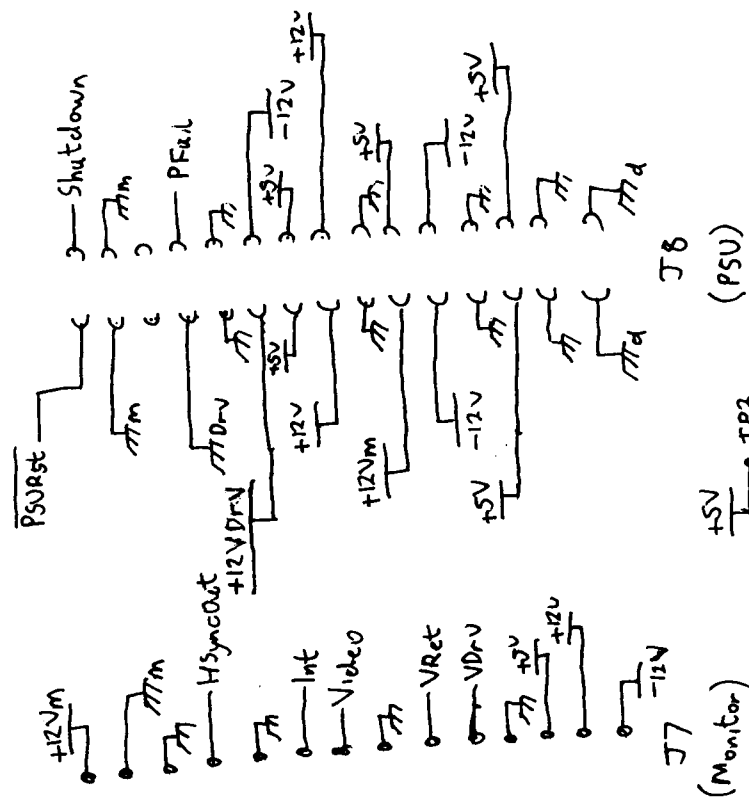 PSURst
m
Drv
+12VDrv
+5V
+12V
+12Vm
-12V
+5V
d
Shutdown
m
PFail
-12V
+5V
+12V
+5V
-12V
+5V
d
J8
(PSU)
+12Vm
m
HSyncOut
Int
Video
VRet
VDrv
+5V
+12V
-12V
J7
(Monitor)
+5V